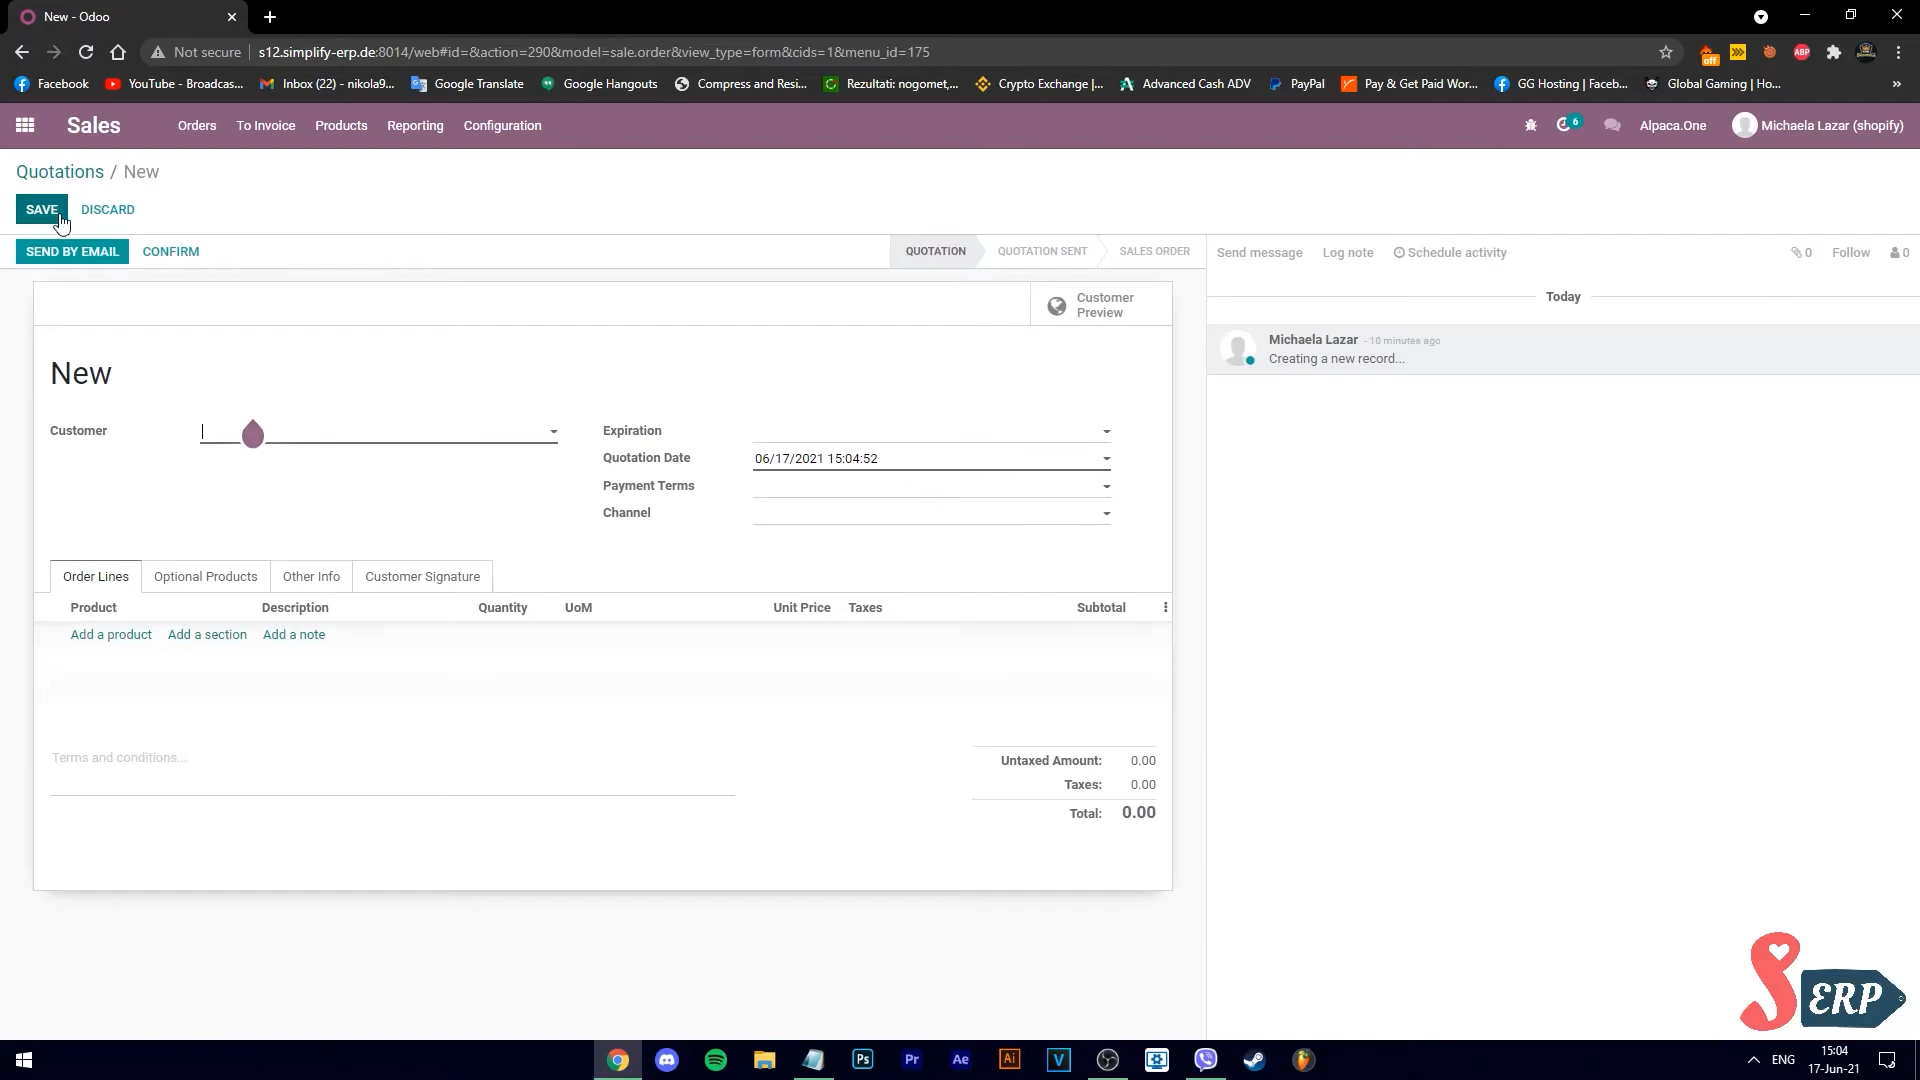 New - Odoo
Not secure
s12.simplify-erp.de:8014/web#id=&action=290&model=sale.order&view_type=form&cids=1&menu_id=175
off
ABP
Facebook
YouTube - Broadcas...
Inbox (22) - nikola9...
Google Translate
Google Hangouts
Compress and Resi...
Rezultati: nogomet,...
Crypto Exchange |...
Advanced Cash ADV
PayPal
Pay & Get Paid Wor...
GG Hosting | Faceb...
Global Gaming | Ho...
Sales
Orders
To Invoice
Products
Reporting
Configuration
6
Alpaca.One
Michaela Lazar (shopify)
Quotations / New
SAVE
DISCARD
SEND BY EMAIL
CONFIRM
QUOTATION
QUOTATION SENT
SALES ORDER
Send message
Log note
Schedule activity
0
Follow
0
Customer
Preview
Today
Michaela Lazar - 10 minutes ago
Creating a new record...
New
Customer
Expiration
Quotation Date
06/17/2021 15:04:52
Payment Terms
Channel
Order Lines
Optional Products
Other Info
Customer Signature
Product
Description
Quantity
UoM
Unit Price
Taxes
Subtotal
Add a product
Add a section
Add a note
Terms and conditions...
Untaxed Amount: 0.00
Taxes: 0.00
Total: 0.00
S ERP
Ps
Pr
Ae
Ai
V
ENG
15:04
17-Jun-21